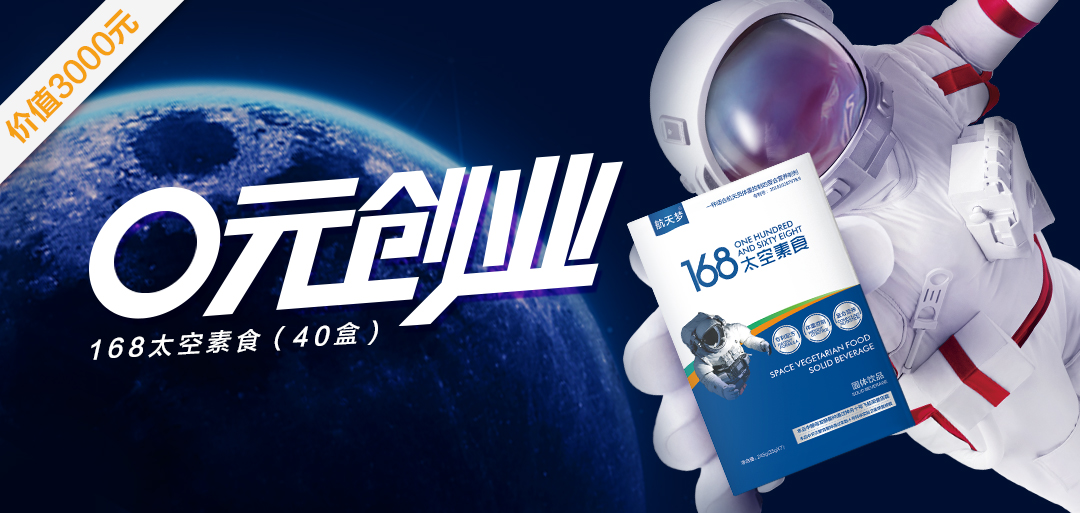 价值3000元
0元创业
168太空素食（40盒）
航天梦
168
ONE HUNDRED
AND SIXTY EIGHT
太空素食
SPACE VEGETARIAN FOOD
SOLID BEVERAGE
固体饮品
SOLID BEVERAGE